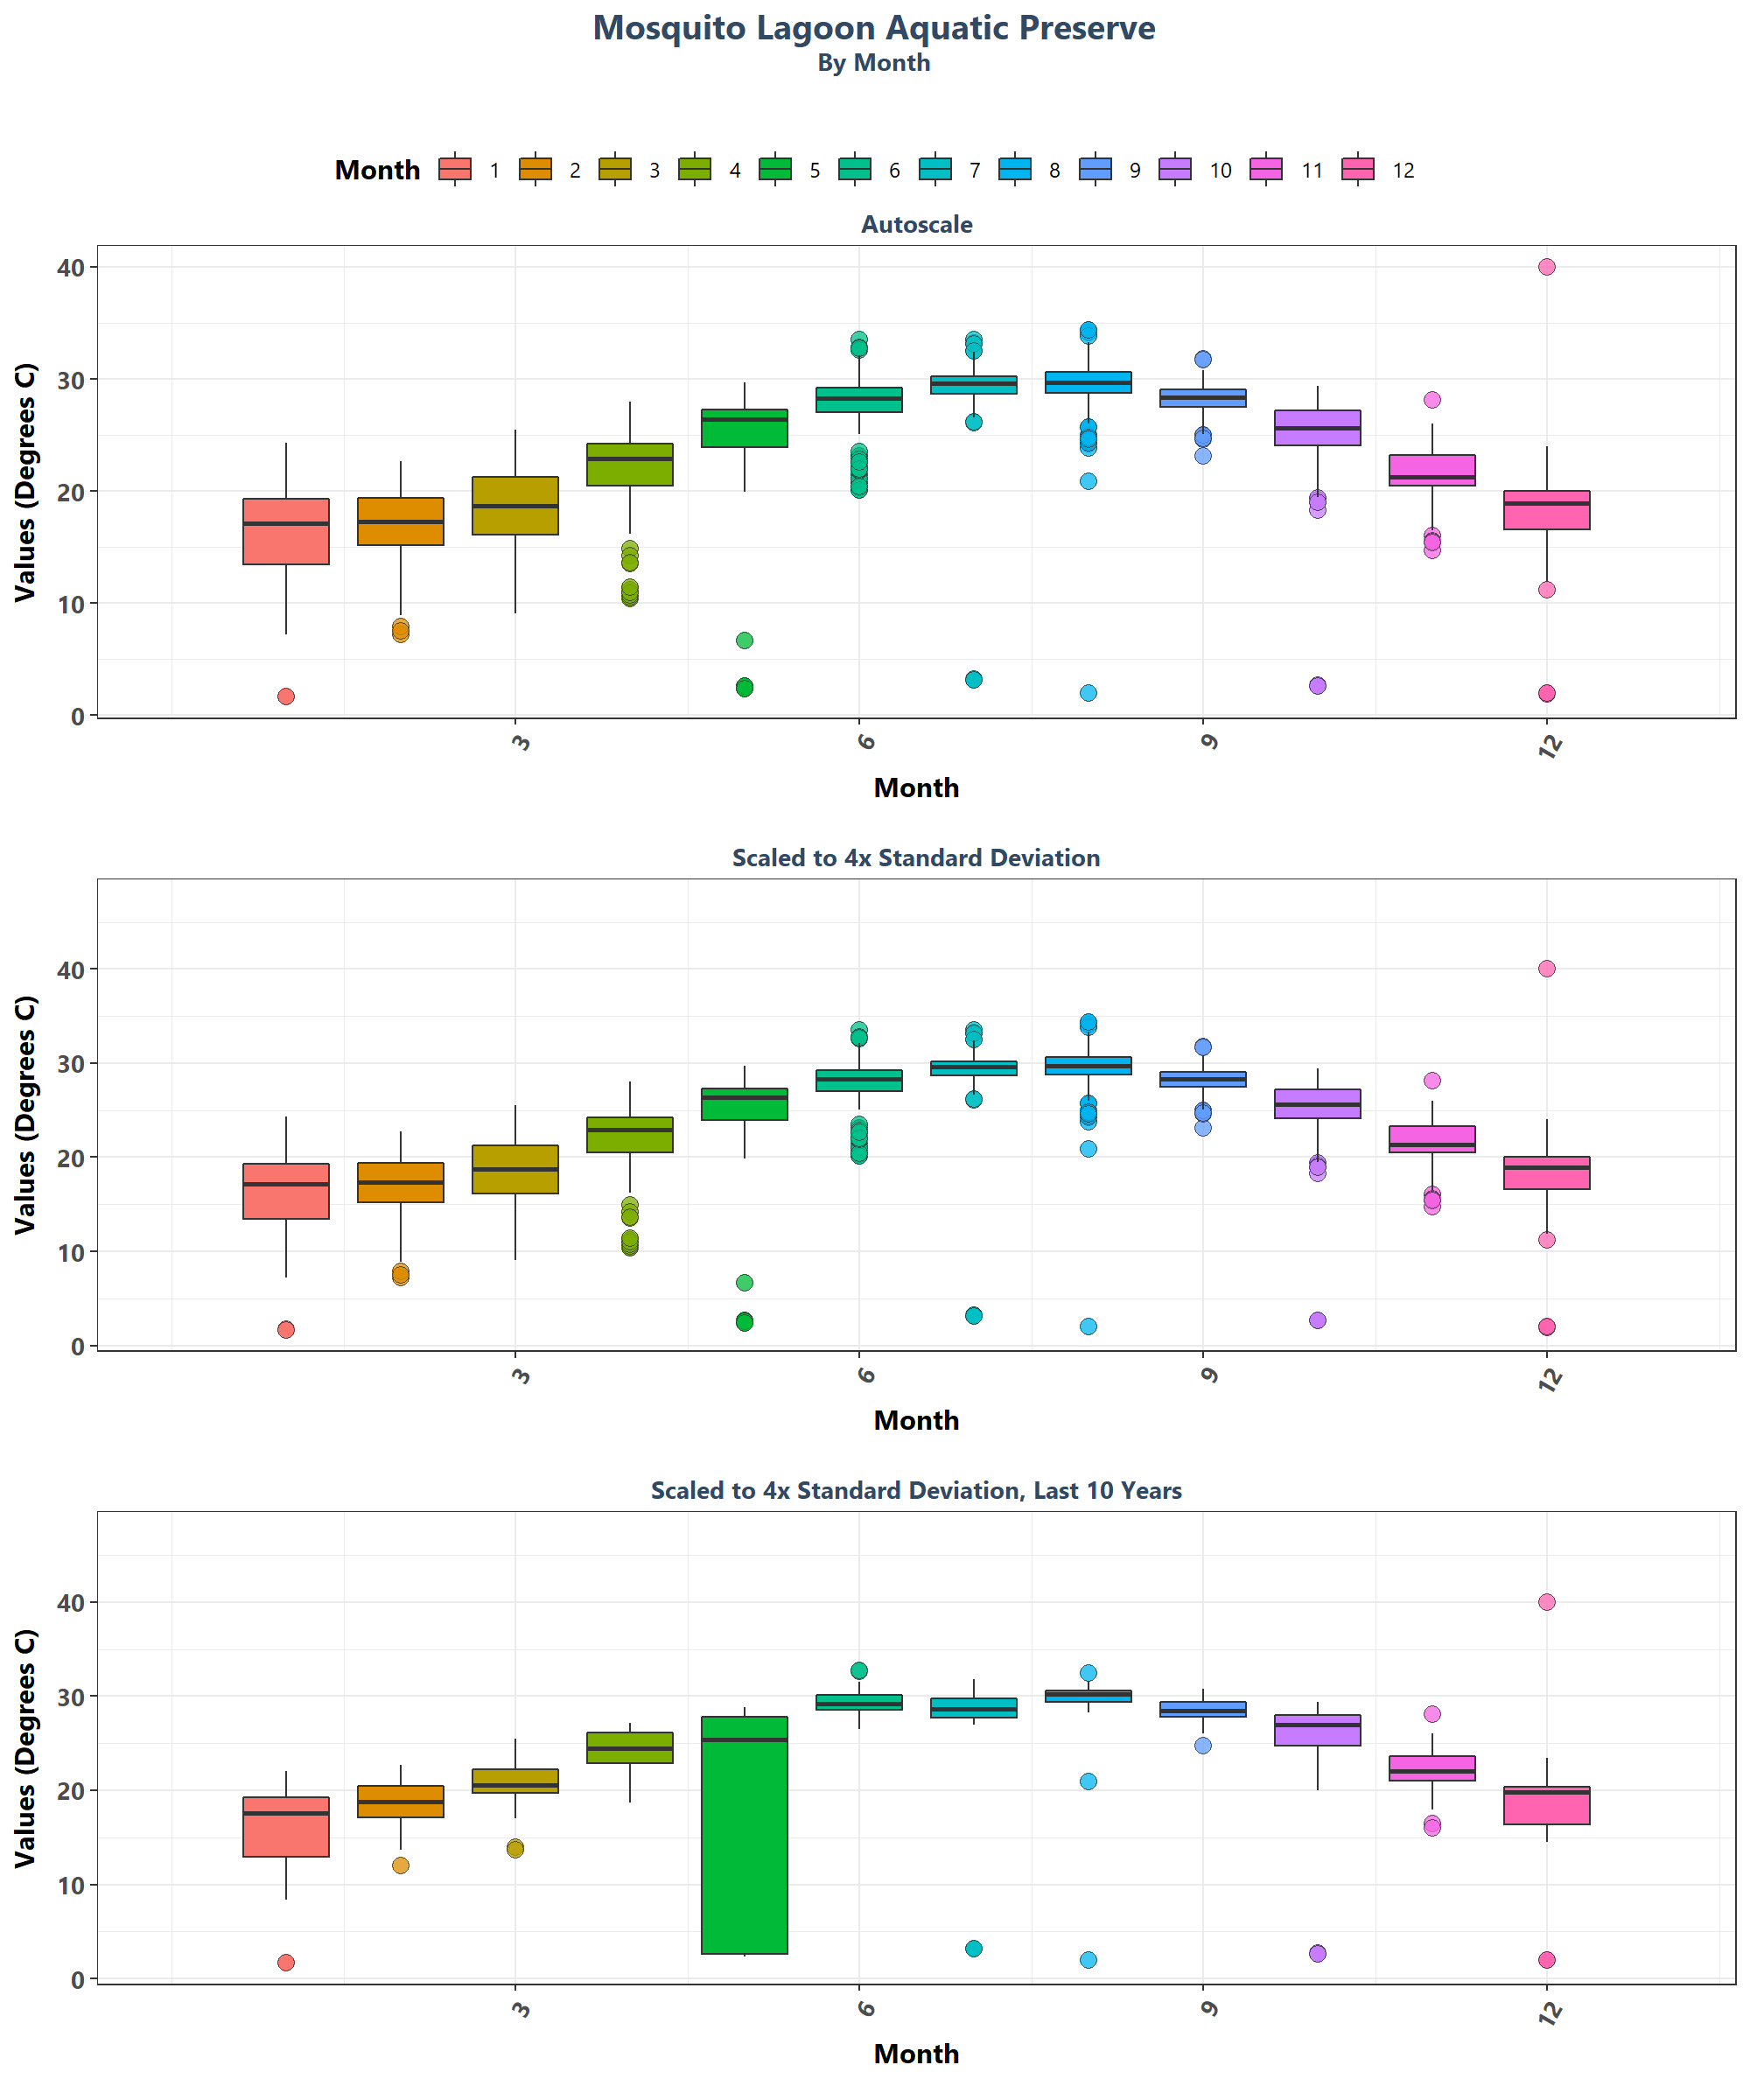 Mosquito Lagoon Aquatic Preserve
By Month
Month 1 2 3 4 5 6 7 8 9 10 11 12
Autoscale
Values (Degrees C)
40
30
20
10
0
3 6 9 12
Month
Scaled to 4x Standard Deviation
Values (Degrees C)
40
30
20
10
0
3 6 9 12
Month
Scaled to 4x Standard Deviation, Last 10 Years
Values (Degrees C)
40
30
20
10
0
3 6 9 12
Month